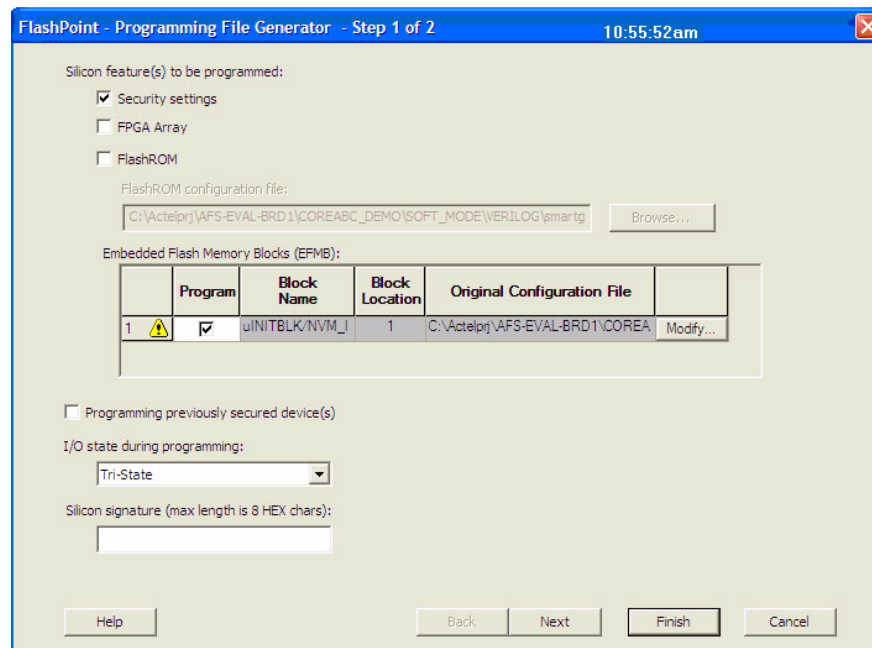 FlashPoint - Programming File Generator - Step 1 of 2 10:55:52am
Silicon feature(s) to be programmed:
Security settings
FPGA Array
FlashROM
FlashROM configuration file:
C:\Actelprj\AFS-EVAL-BRD1\COREABC_DEMO\SOFT_MODE\VERILOG\smartg Browse...
Embedded Flash Memory Blocks (EFMB):
Program Block Name Block Location Original Configuration File
1 uINITBLK/NVM_I 1 C:\Actelprj\AFS-EVAL-BRD1\COREA Modify...
Programming previously secured device(s)
I/O state during programming:
Tri-State
Silicon signature (max length is 8 HEX chars):
Help Back Next Finish Cancel